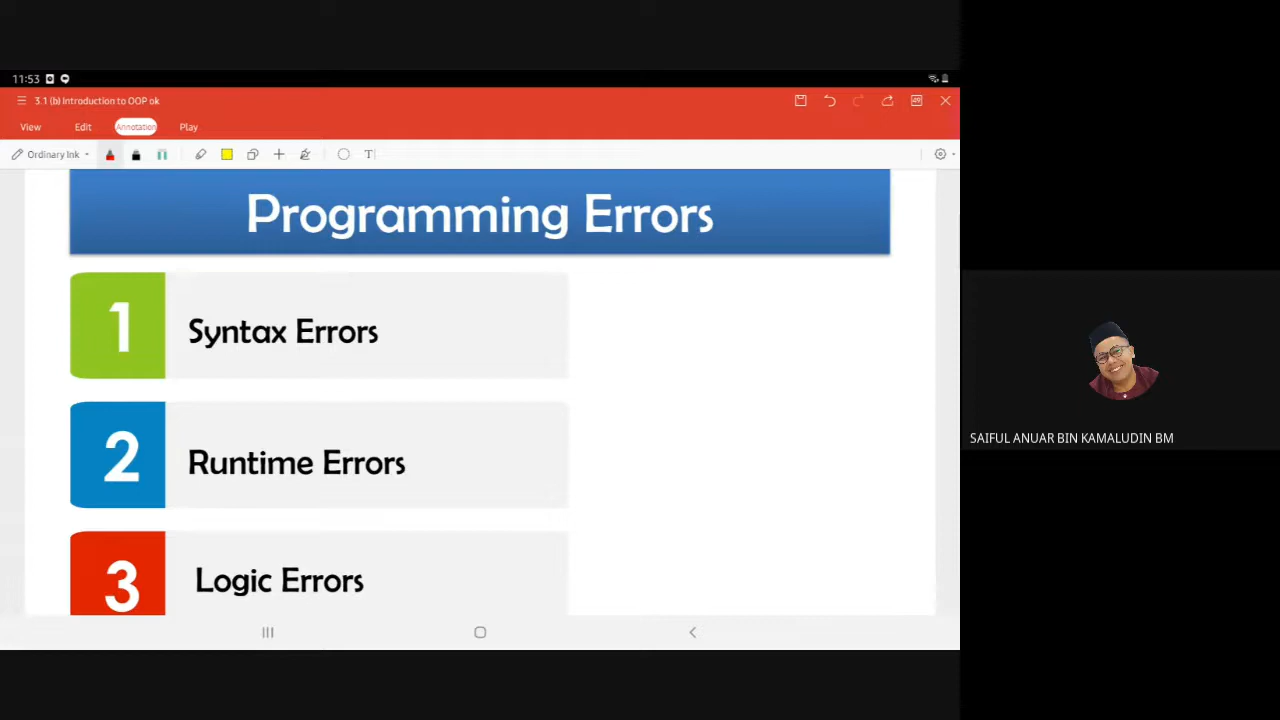 11:53
3.1 (b) Introduction to OOP ok
49
View Edit Annotation Play
Ordinary Ink T
Programming Errors
1
Syntax Errors
2
Runtime Errors
3
Logic Errors
SAIFUL ANUAR BIN KAMALUDIN BM